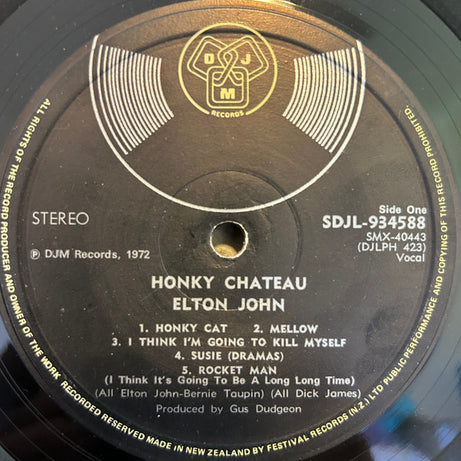 D J
M
RECORDS
STEREO
Side One
SDJL-934588
SMX-40443
(DJLPH 423)
Vocal
Ⓟ DJM Records, 1972
HONKY CHATEAU
ELTON JOHN
1. HONKY CAT 2. MELLOW
3. I THINK I'M GOING TO KILL MYSELF
4. SUSIE (DRAMAS)
5. ROCKET MAN
(I Think It's Going To Be A Long Long Time)
(All Elton John-Bernie Taupin) (All Dick James)
Produced by Gus Dudgeon
ALL RIGHTS OF THE RECORD PRODUCER AND OWNER OF THE WORK RECORDED RESERVED MADE IN NEW ZEALAND BY FESTIVAL RECORDS (N.Z.) LTD PUBLIC PERFORMANCE AND COPYING OF THIS RECORD PROHIBITED.